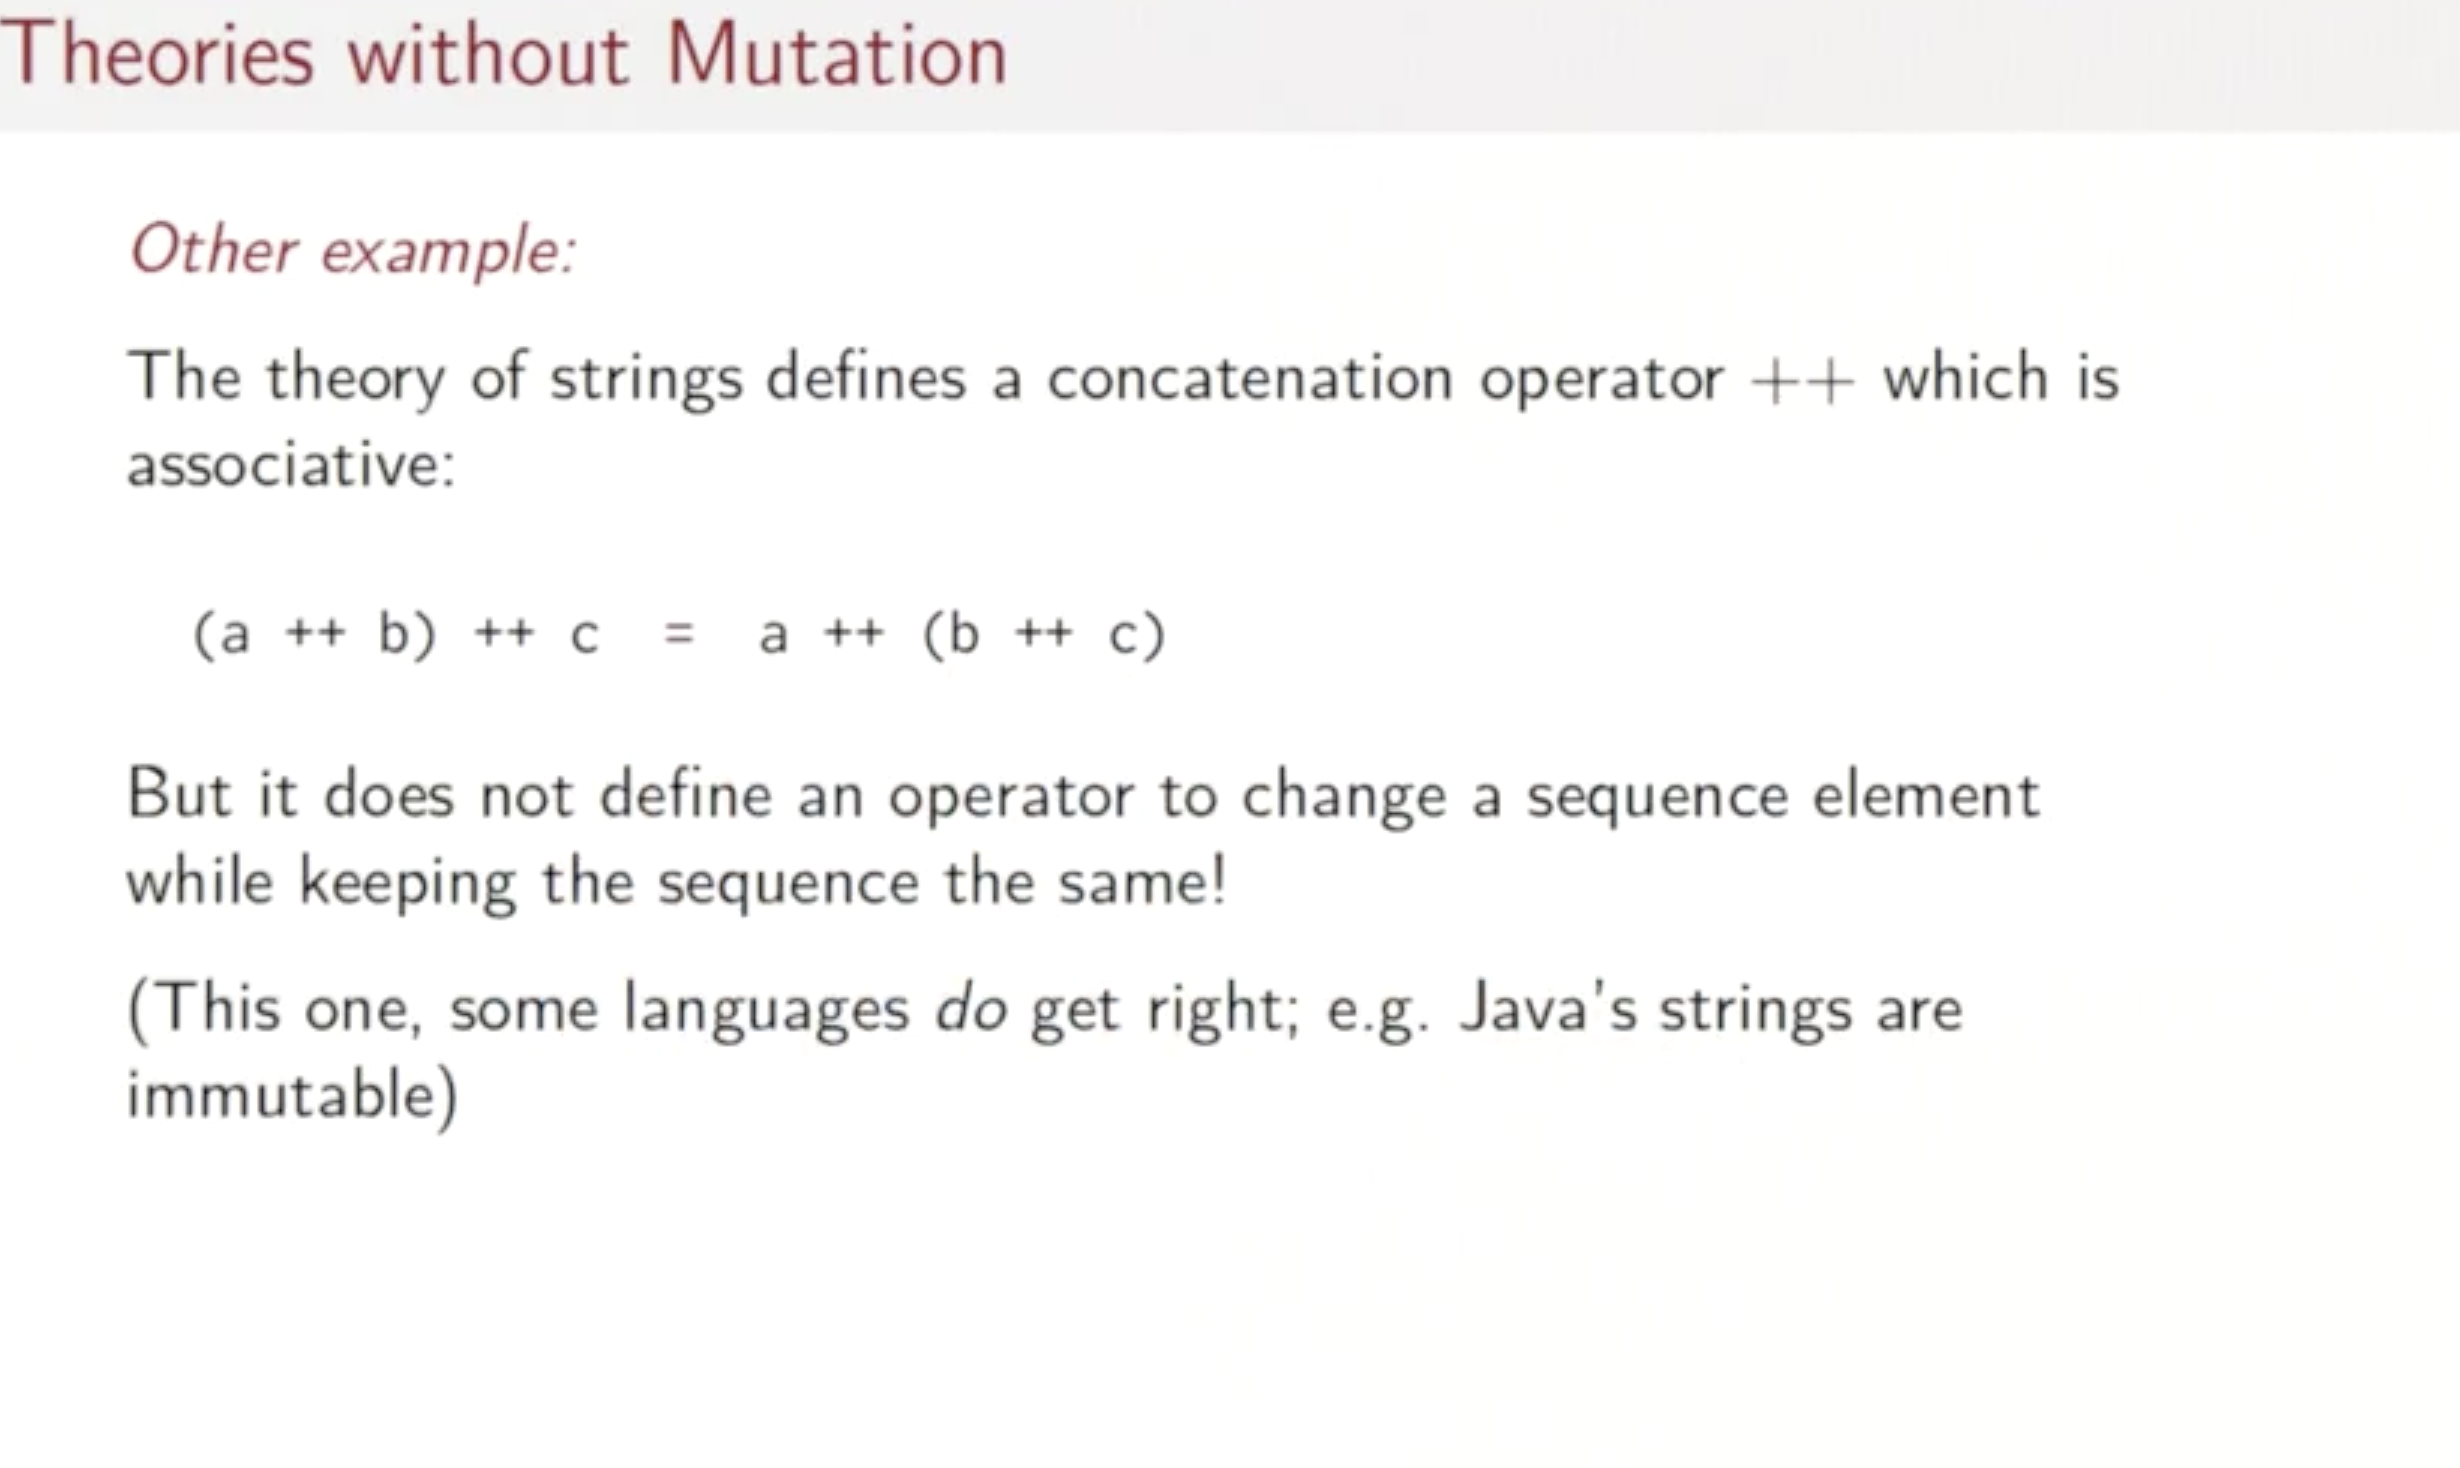 Theories without Mutation
Other example:
The theory of strings defines a concatenation operator ++ which is
associative:
(a ++ b) ++ c = a ++ (b ++ c)
But it does not define an operator to change a sequence element
while keeping the sequence the same!
(This one, some languages do get right; e.g. Java's strings are
immutable)